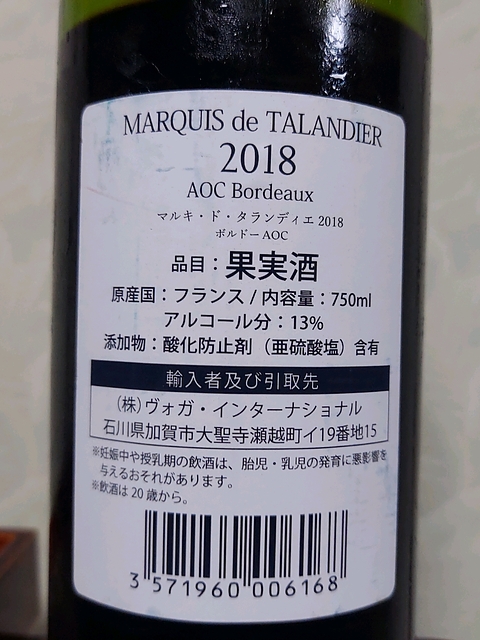 MARQUIS de TALANDIER
2018
AOC Bordeaux
マルキ・ド・タランディエ 2018
ボルドー AOC
品目：果実酒
原産国：フランス / 内容量：750ml
アルコール分：13%
添加物：酸化防止剤（亜硫酸塩）含有
輸入者及び引取先
（株）ヴォガ・インターナショナル
石川県加賀市大聖寺瀬越町イ19番地15
※妊娠中や授乳期の飲酒は、胎児・乳児の発育に悪影響を
与えるおそれがあります。
※飲酒は 20 歳から。
3 571960 006168